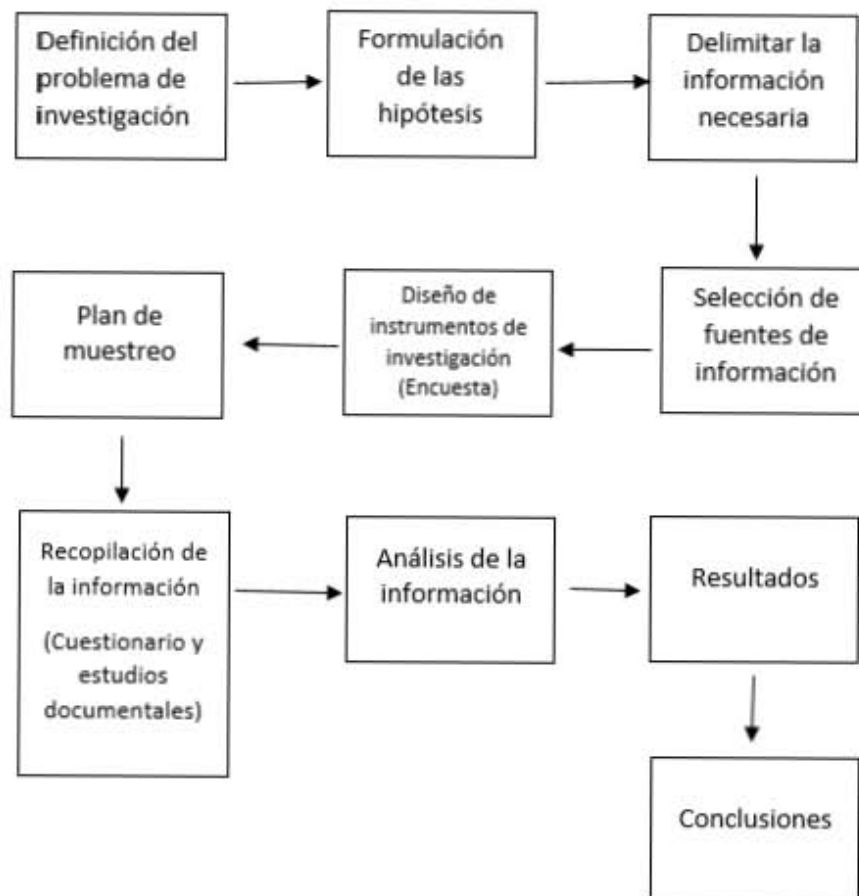 Definición del
problema de
investigación
Formulación
de las
hipótesis
Delimitar la
información
necesaria
Selección de
fuentes de
información
Diseño de
instrumentos de
investigación
(Encuesta)
Plan de
muestreo
Recopilación de
la información
(Cuestionario y
estudios
documentales)
Análisis de la
información
Resultados
Conclusiones